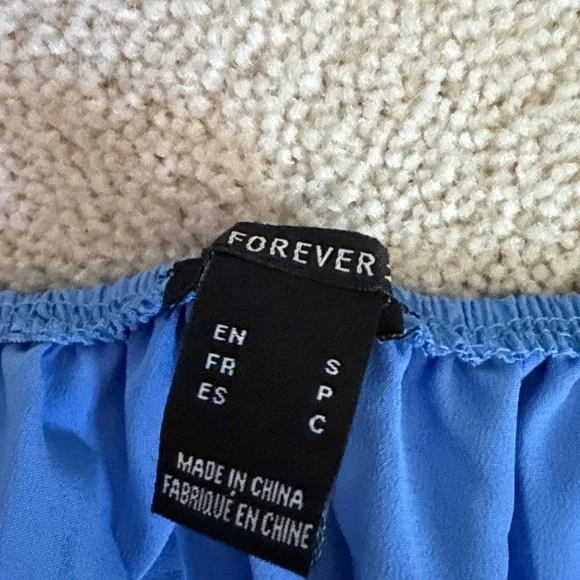 FOREVER
EN S
FR P
ES C
MADE IN CHINA
FABRIQUÉ EN CHINE